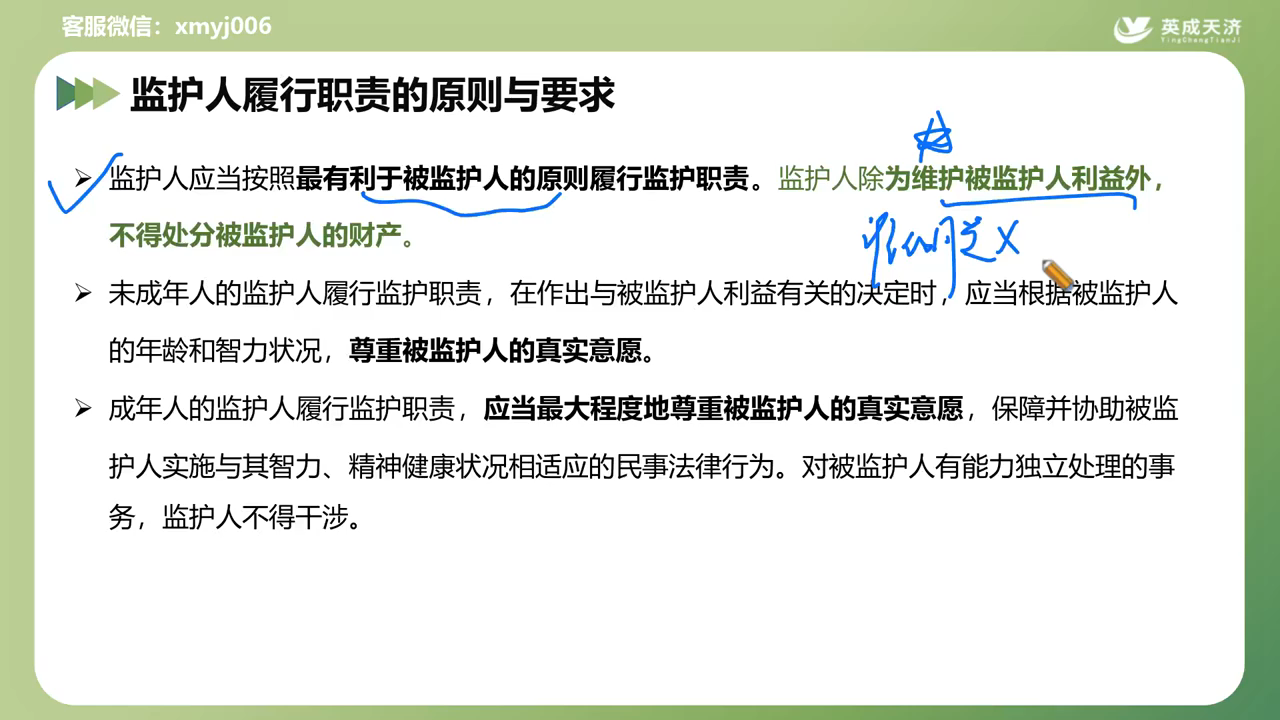 客服微信：xmyj006
英成天济
YingChengTianJi
监护人履行职责的原则与要求
监护人应当按照最有利于被监护人的原则履行监护职责。监护人除为维护被监护人利益外，
不得处分被监护人的财产。
未成年人的监护人履行监护职责，在作出与被监护人利益有关的决定时，应当根据被监护人
的年龄和智力状况，尊重被监护人的真实意愿。
成年人的监护人履行监护职责，应当最大程度地尊重被监护人的真实意愿，保障并协助被监
护人实施与其智力、精神健康状况相适应的民事法律行为。对被监护人有能力独立处理的事
务，监护人不得干涉。